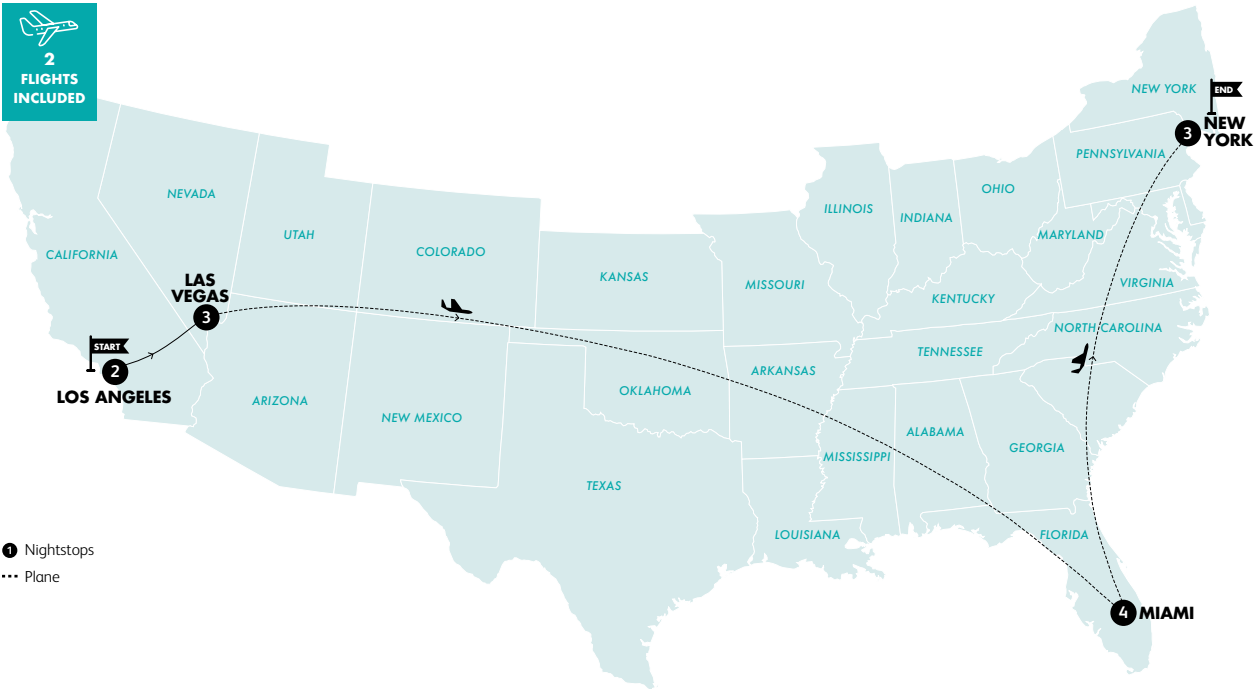 2
FLIGHTS
INCLUDED
NEW YORK
END
3
NEW
YORK
PENNSYLVANIA
NEVADA
OHIO
ILLINOIS
INDIANA
UTAH
MARYLAND
COLORADO
CALIFORNIA
KANSAS
MISSOURI
VIRGINIA
LAS
VEGAS
3
KENTUCKY
NORTH CAROLINA
START
2
LOS ANGELES
TENNESSEE
ARKANSAS
OKLAHOMA
ARIZONA
NEW MEXICO
ALABAMA
GEORGIA
MISSISSIPPI
TEXAS
LOUISIANA
FLORIDA
1 Nightstops
Plane
4 MIAMI